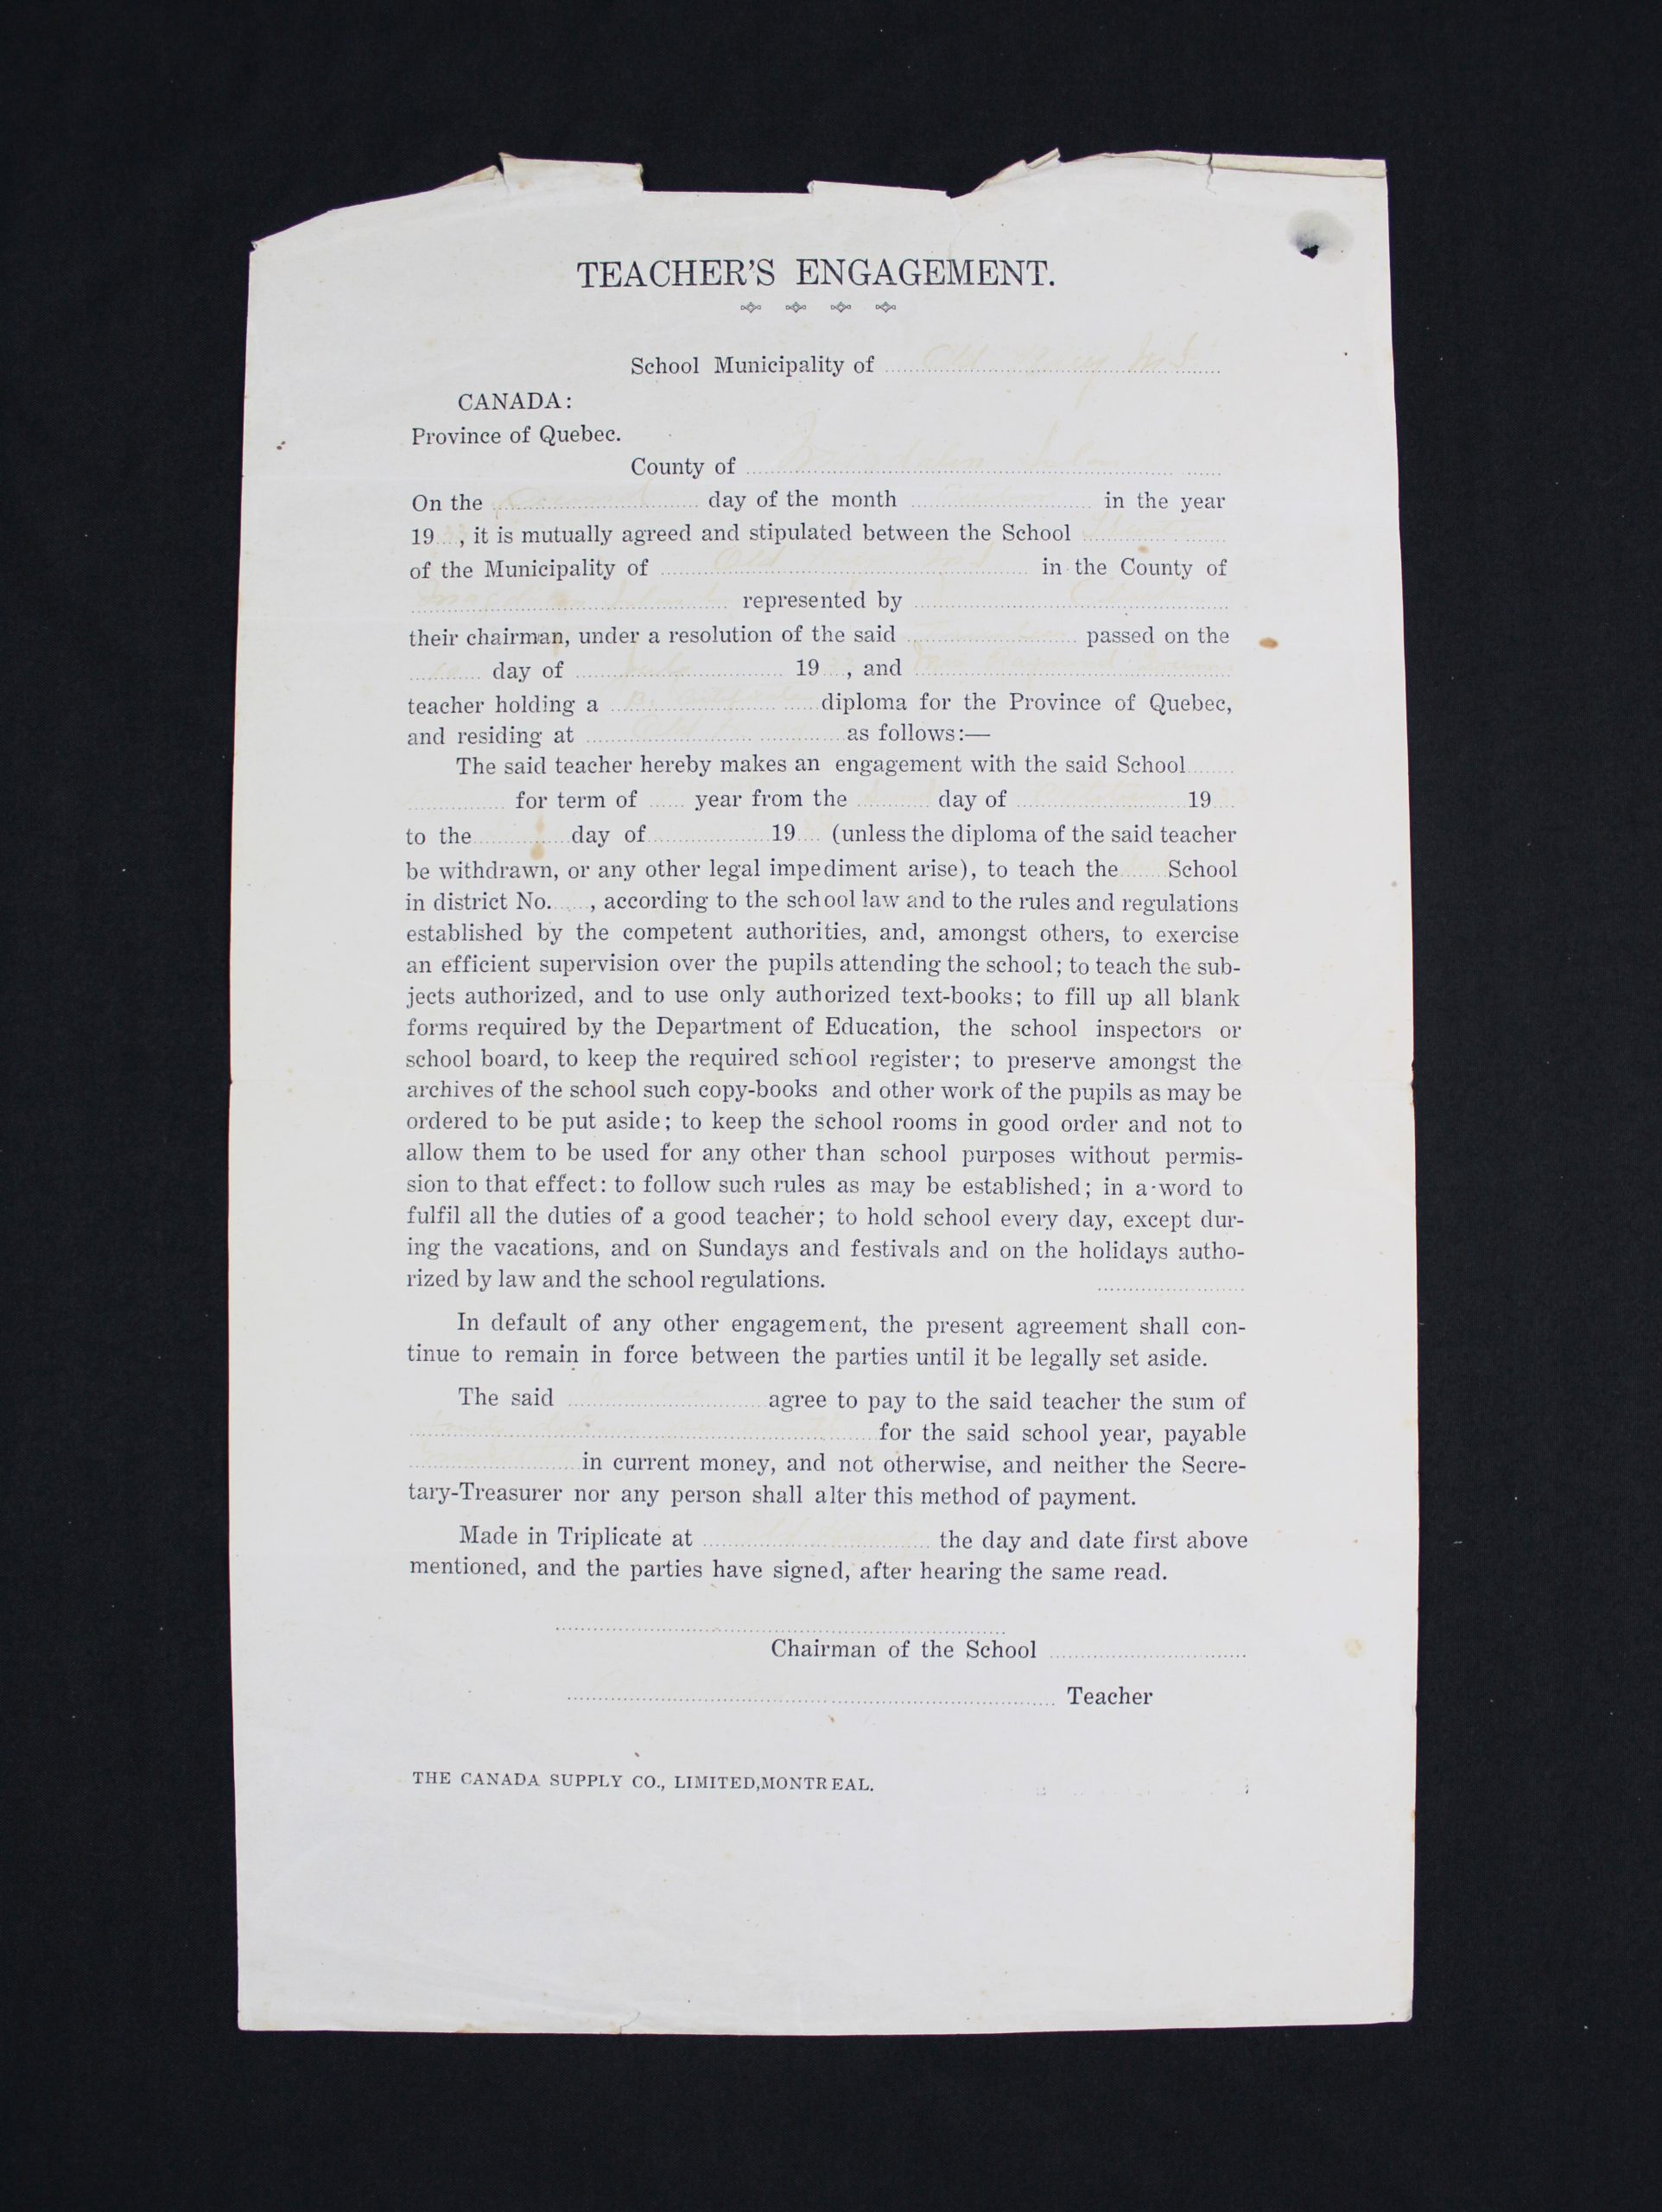 TEACHER'S ENGAGEMENT.
School Municipality of Old
CANADA:
Province of Quebec.
County of Magdalen
On the day of the month in the year
19 , it is mutually agreed and stipulated between the School
of the Municipality of Old in the County of
Magdalen represented by
their chairman, under a resolution of the said passed on the
day of July 19 , and
teacher holding a diploma for the Province of Quebec,
and residing at Old as follows:—
The said teacher hereby makes an engagement with the said School
for term of year from the day of 19
to the day of 19 (unless the diploma of the said teacher
be withdrawn, or any other legal impediment arise), to teach the School
in district No. , according to the school law and to the rules and regulations
established by the competent authorities, and, amongst others, to exercise
an efficient supervision over the pupils attending the school; to teach the sub-
jects authorized, and to use only authorized text-books; to fill up all blank
forms required by the Department of Education, the school inspectors or
school board, to keep the required school register; to preserve amongst the
archives of the school such copy-books and other work of the pupils as may be
ordered to be put aside; to keep the school rooms in good order and not to
allow them to be used for any other than school purposes without permis-
sion to that effect: to follow such rules as may be established; in a word to
fulfil all the duties of a good teacher; to hold school every day, except dur-
ing the vacations, and on Sundays and festivals and on the holidays autho-
rized by law and the school regulations.
In default of any other engagement, the present agreement shall con-
tinue to remain in force between the parties until it be legally set aside.
The said agree to pay to the said teacher the sum of
for the said school year, payable
in current money, and not otherwise, and neither the Secre-
tary-Treasurer nor any person shall alter this method of payment.
Made in Triplicate at Old the day and date first above
mentioned, and the parties have signed, after hearing the same read.
Chairman of the School
Teacher
THE CANADA SUPPLY CO., LIMITED, MONTREAL.